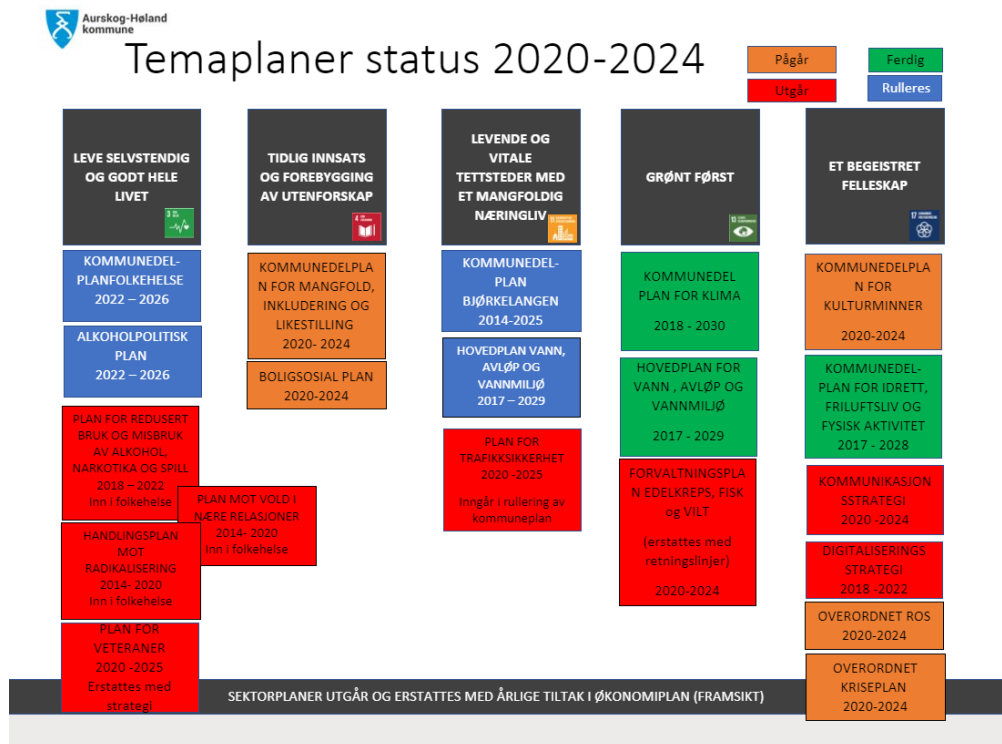 Aurskog-Høland
kommune
Temaplaner status 2020-2024
Pågår
Ferdig
Utgår
Rulleres
LEVE SELVSTENDIG
OG GODT HELE
LIVET
3
KOMMUNEDEL-
PLANFOLKEHELSE
2022 – 2026
ALKOHOLPOLITISK
PLAN
2022 – 2026
PLAN FOR REDUSERT
BRUK OG MISBRUK
AV ALKOHOL,
NARKOTIKA OG SPILL
2018 – 2022
Inn i folkehelse
HANDLINGSPLAN
MOT
RADIKALISERING
2014- 2020
Inn i folkehelse
PLAN FOR
VETERANER
2020 -2025
Erstattes med
strategi
TIDLIG INNSATS
OG FOREBYGGING
AV UTENFORSKAP
4
KOMMUNEDELPLA
N FOR MANGFOLD,
INKLUDERING OG
LIKESTILLING
2020- 2024
BOLIGSOSIAL PLAN
2020-2024
PLAN MOT VOLD I
NÆRE RELASJONER
2014- 2020
Inn i folkehelse
LEVENDE OG
VITALE
TETTSTEDER MED
ET MANGFOLDIG
NÆRINGLIV
KOMMUNEDEL-
PLAN
BJØRKELANGEN
2014-2025
HOVEDPLAN VANN,
AVLØP OG
VANNMILJØ
2017 – 2029
PLAN FOR
TRAFIKKSIKKERHET
2020 -2025
Inngår i rullering av
kommuneplan
GRØNT FØRST
13
KOMMUNEDEL
PLAN FOR KLIMA
2018 - 2030
HOVEDPLAN FOR
VANN , AVLØP OG
VANNMILJØ
2017 - 2029
FORVALTNINGSPLA
N EDELKREPS, FISK
og VILT
(erstattes med
retningslinjer)
2020-2024
ET BEGEISTRET
FELLESKAP
17
KOMMUNEDELPLA
N FOR
KULTURMINNER
2020-2024
KOMMUNEDEL-
PLAN FOR IDRETT,
FRILUFTSLIV OG
FYSISK AKTIVITET
2017 - 2028
KOMMUNIKASJON
SSTRATEGI
2020 -2024
DIGITALISERINGS
STRATEGI
2018 -2022
OVERORDNET ROS
2020-2024
OVERORDNET
KRISEPLAN
2020-2024
SEKTORPLANER UTGÅR OG ERSTATTES MED ÅRLIGE TILTAK I ØKONOMIPLAN (FRAMSIKT)